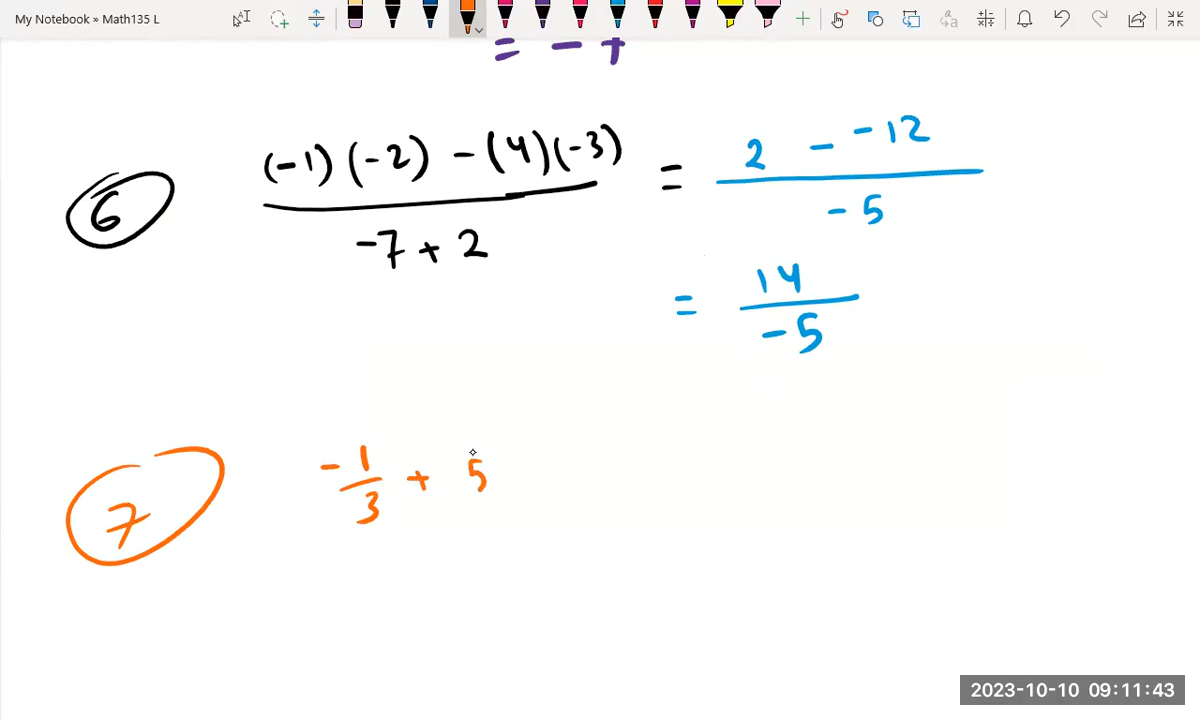 My Notebook » Math135 L
= - 7
6 (-1)(-2) - (4)(-3) / -7 + 2 = 2 - -12 / -5
= 14 / -5
7 -1/3 + 5
2023-10-10 09:11:43